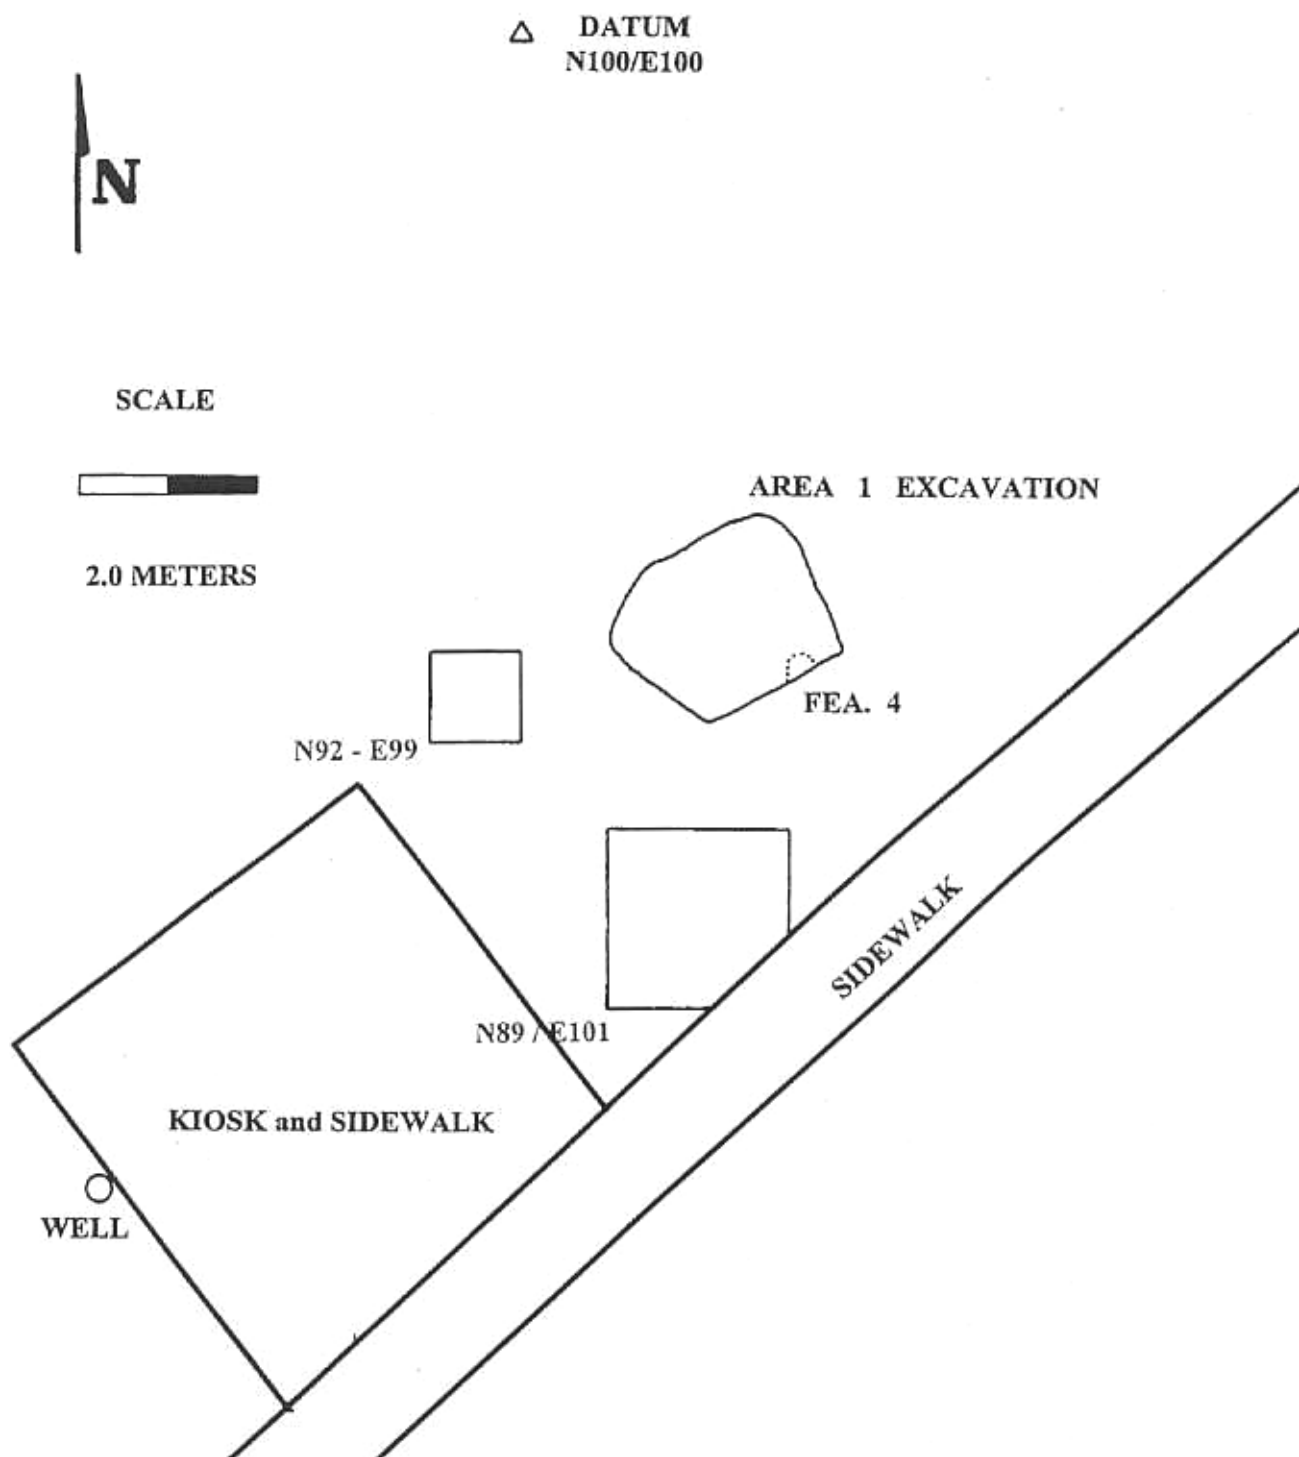 DATUM
N100/E100
N
SCALE
2.0 METERS
AREA 1 EXCAVATION
FEA. 4
N92 - E99
SIDEWALK
N89 / E101
KIOSK and SIDEWALK
WELL